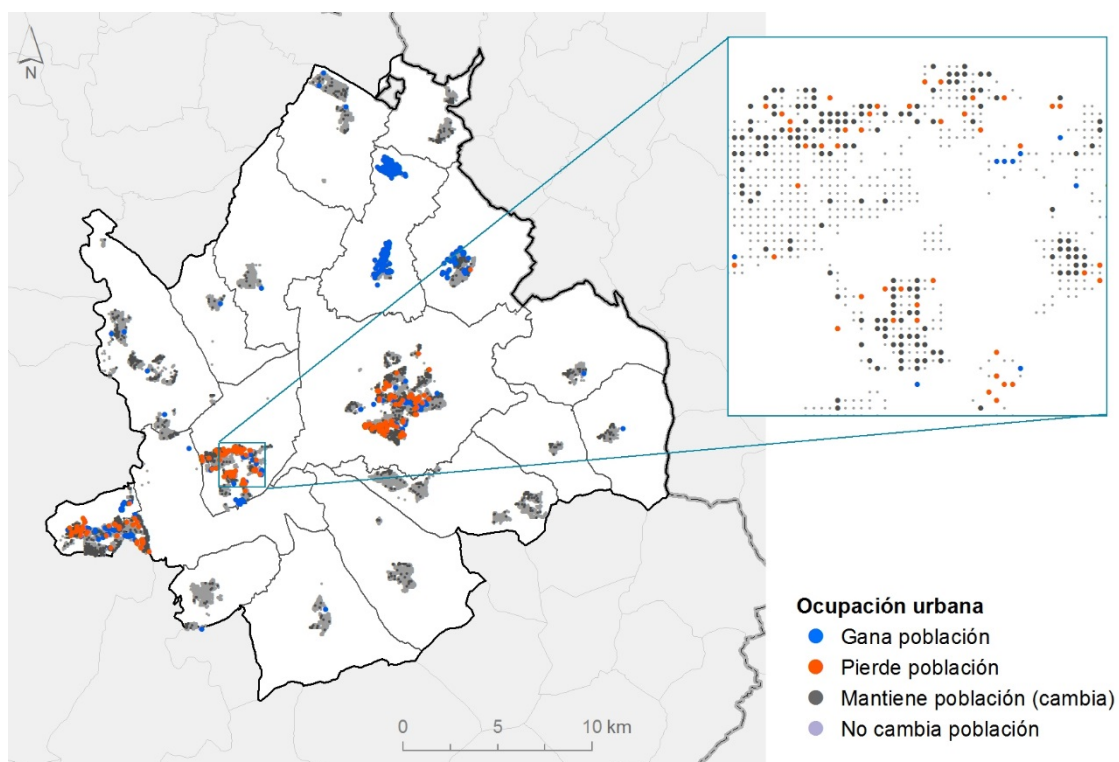 N
0 5 10 km
Ocupación urbana
Gana población
Pierde población
Mantiene población (cambia)
No cambia población